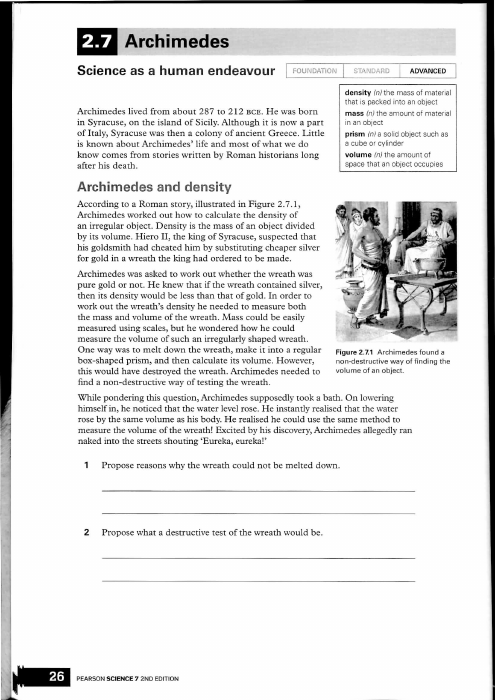 2.7 Archimedes
Science as a human endeavour
FOUNDATION STANDARD ADVANCED
density (n) the mass of material
that is packed into an object
mass (n) the amount of material
in an object
prism (n) a solid object such as
a cube or cylinder
volume (n) the amount of
space that an object occupies
Archimedes lived from about 287 to 212 BCE. He was born
in Syracuse, on the island of Sicily. Although it is now a part
of Italy, Syracuse was then a colony of ancient Greece. Little
is known about Archimedes' life and most of what we do
know comes from stories written by Roman historians long
after his death.
Archimedes and density
According to a Roman story, illustrated in Figure 2.7.1,
Archimedes worked out how to calculate the density of
an irregular object. Density is the mass of an object divided
by its volume. Hiero II, the king of Syracuse, suspected that
his goldsmith had cheated him by substituting cheaper silver
for gold in a wreath the king had ordered to be made.
Archimedes was asked to work out whether the wreath was
pure gold or not. He knew that if the wreath contained silver,
then its density would be less than that of gold. In order to
work out the wreath's density he needed to measure both
the mass and volume of the wreath. Mass could be easily
measured using scales, but he wondered how he could
measure the volume of such an irregularly shaped wreath.
One way was to melt down the wreath, make it into a regular
box-shaped prism, and then calculate its volume. However,
this would have destroyed the wreath. Archimedes needed to
find a non-destructive way of testing the wreath.
Figure 2.7.1 Archimedes found a
non-destructive way of finding the
volume of an object.
While pondering this question, Archimedes supposedly took a bath. On lowering
himself in, he noticed that the water level rose. He instantly realised that the water
rose by the same volume as his body. He realised he could use the same method to
measure the volume of the wreath! Excited by his discovery, Archimedes allegedly ran
naked into the streets shouting 'Eureka, eureka!'
1 Propose reasons why the wreath could not be melted down.
2 Propose what a destructive test of the wreath would be.
26 PEARSON SCIENCE 7 2ND EDITION